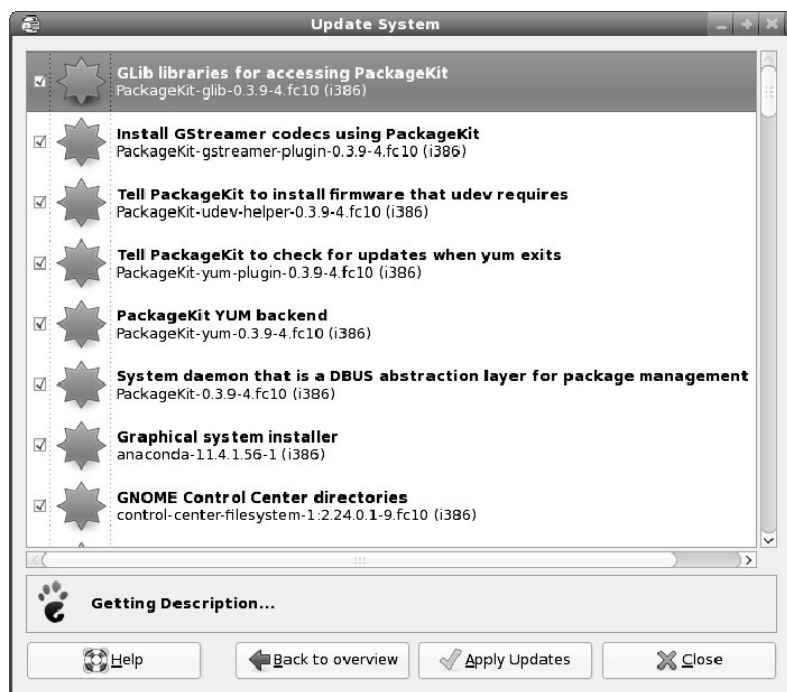 Update System
GLib libraries for accessing PackageKit
PackageKit-glib-0.3.9-4.fc10 (i386)
Install GStreamer codecs using PackageKit
PackageKit-gstreamer-plugin-0.3.9-4.fc10 (i386)
Tell PackageKit to install firmware that udev requires
PackageKit-udev-helper-0.3.9-4.fc10 (i386)
Tell PackageKit to check for updates when yum exits
PackageKit-yum-plugin-0.3.9-4.fc10 (i386)
PackageKit YUM backend
PackageKit-yum-0.3.9-4.fc10 (i386)
System daemon that is a DBUS abstraction layer for package management
PackageKit-0.3.9-4.fc10 (i386)
Graphical system installer
anaconda-11.4.1.56-1 (i386)
GNOME Control Center directories
control-center-filesystem-1:2.24.0.1-9.fc10 (i386)
Getting Description...
Help
Back to overview
Apply Updates
Close